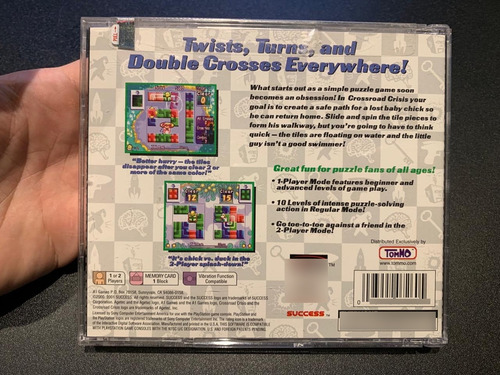 Twists, Turns, and
Double Crosses Everywhere!
What starts out as a simple puzzle game soon
becomes an obsession! In Crossroad Crisis your
goal is to create a safe path for a lost baby chick so
he can return home. Slide and spin the tile pieces to
form his walkway, but you're going to have to think
quick – the tiles are floating on water and the little
guy isn't a good swimmer!
"Better hurry – the tiles
disappear after you clear 2 or
more of the same color!"
Great fun for puzzle fans of all ages!
• 1-Player Mode features beginner and
advanced levels of game play.
• 10 Levels of intense puzzle-solving
action in Regular Mode!
• Go toe-to-toe against a friend in the
2-Player Mode!
12
15
"It's chick vs. duck in the
2-Player splash-down!"
Distributed Exclusively by
TOMMO
www.tommo.com
1 or 2
Players
MEMORY CARD
1 Block
Vibration Function
Compatible
TM
SUCCESS